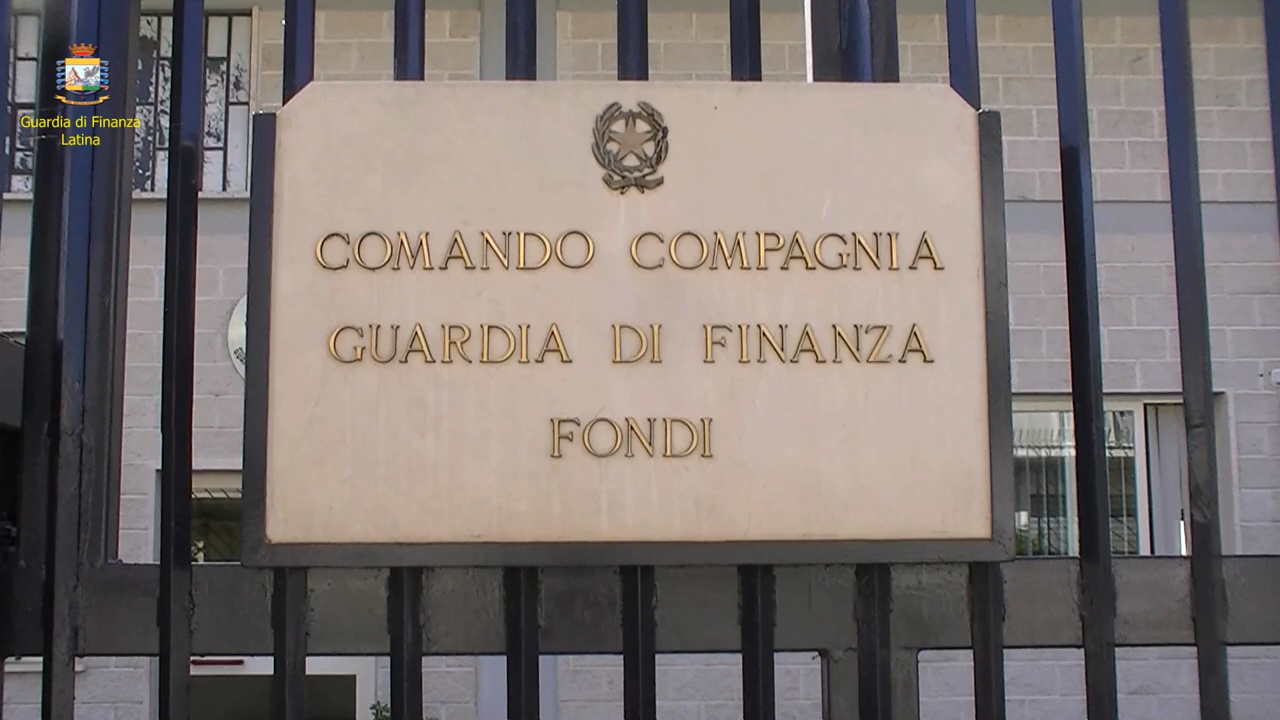 Guardia di Finanza
Latina
COMANDO COMPAGNIA
GUARDIA DI FINANZA
FONDI